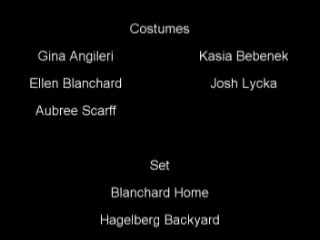 Costumes
Gina Angileri Kasia Bebenek
Ellen Blanchard Josh Lycka
Aubree Scarff
Set
Blanchard Home
Hagelberg Backyard